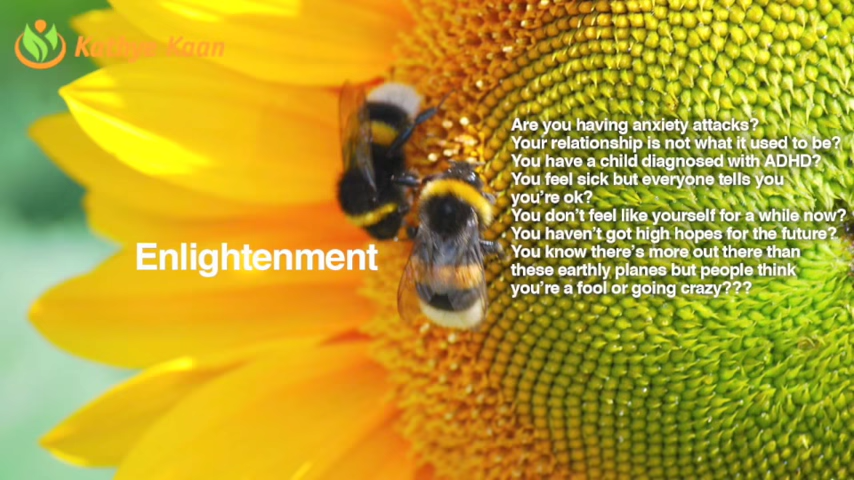 Kathye Kaan
Enlightenment
Are you having anxiety attacks?
Your relationship is not what it used to be?
You have a child diagnosed with ADHD?
You feel sick but everyone tells you
you're ok?
You don't feel like yourself for a while now?
You haven't got high hopes for the future?
You know there's more out there than
these earthly planes but people think
you're a fool or going crazy???